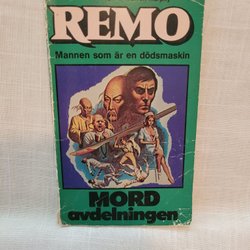 REMO
Mannen som är en dödsmaskin
MORD
avdelningen